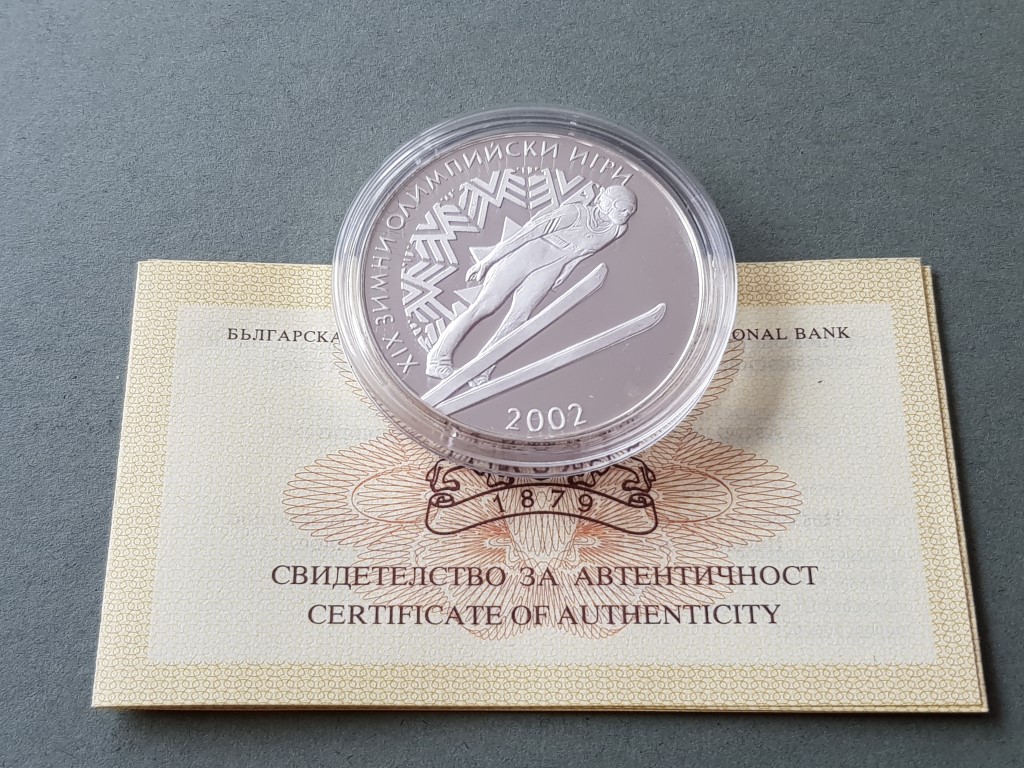 XIX ЗИМНИ ОЛИМПИЙСКИ ИГРИ
2002
БЪЛГАРСКА
ONAL BANK
1879
СВИДЕТЕЛСТВО ЗА АВТЕНТИЧНОСТ
CERTIFICATE OF AUTHENTICITY